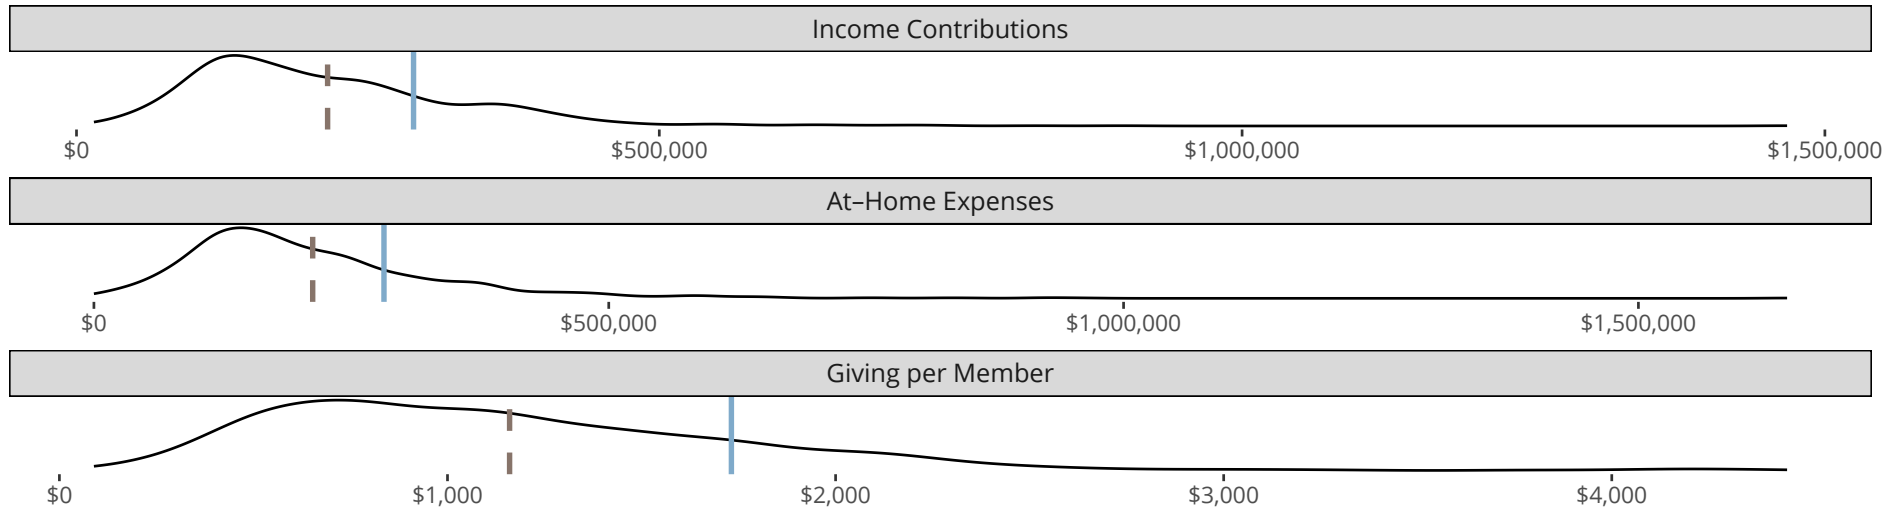 Income Contributions
$0 $500,000 $1,000,000 $1,500,000
At–Home Expenses
$0 $500,000 $1,000,000 $1,500,000
Giving per Member
$0 $1,000 $2,000 $3,000 $4,000